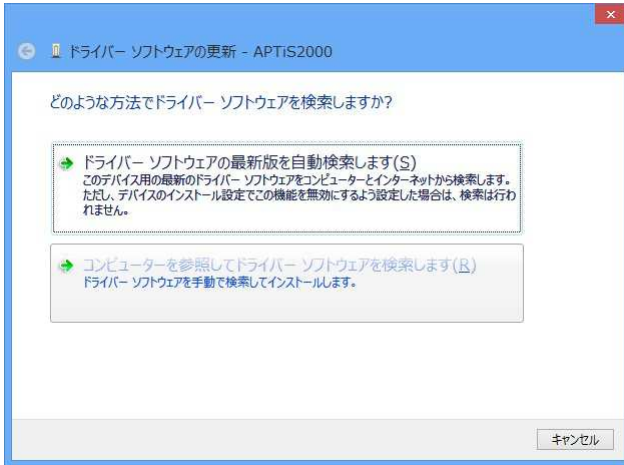 ドライバー ソフトウェアの更新 - APTiS2000
どのような方法でドライバー ソフトウェアを検索しますか?
ドライバー ソフトウェアの最新版を自動検索します(S)
このデバイス用の最新のドライバー ソフトウェアをコンピューターとインターネットから検索します。
ただし、デバイスのインストール設定でこの機能を無効にするよう設定した場合は、検索は行わ
れません。
コンピューターを参照してドライバー ソフトウェアを検索します(R)
ドライバー ソフトウェアを手動で検索してインストールします。
キャンセル